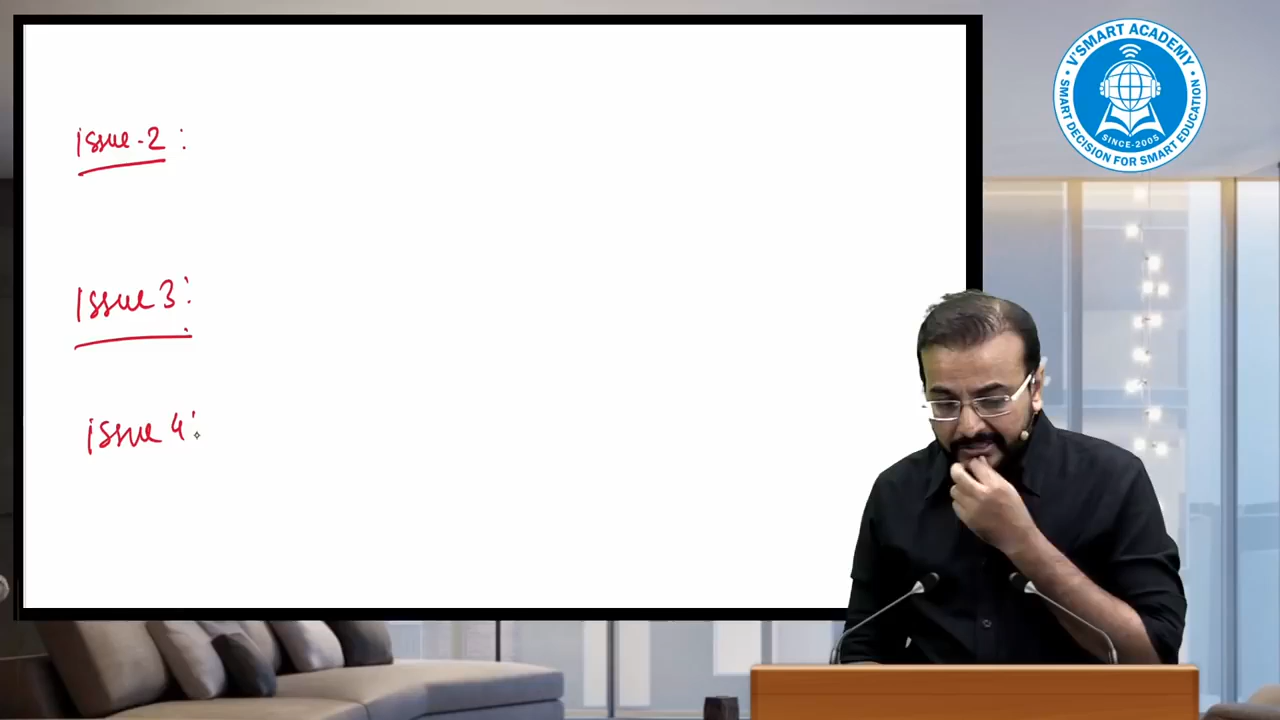 issue-2 :
Issue 3:
issue 4:
V'SMART ACADEMY
SINCE-2005
SMART DECISION FOR SMART EDUCATION